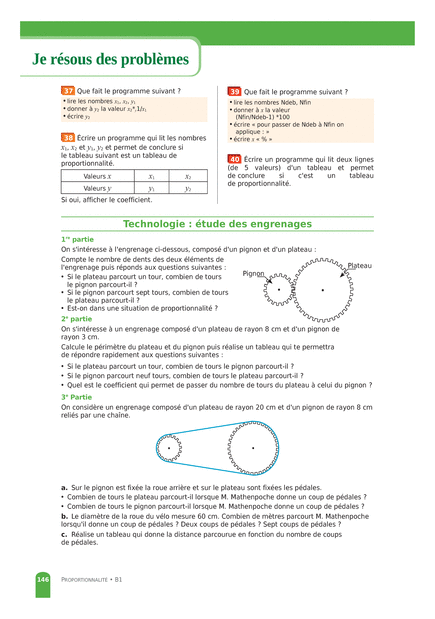 Je résous des problèmes
37 Que fait le programme suivant ?
• lire les nombres x₁, x₂, y₁
• donner à y₂ la valeur x₂*y₁/x₁
• écrire y₂
38 Écrire un programme qui lit les nombres
x₁, x₂ et y₁, y₂ et permet de conclure si
le tableau suivant est un tableau de
proportionnalité.
Valeurs x x₁ x₂
Valeurs y y₁ y₂
Si oui, afficher le coefficient.
39 Que fait le programme suivant ?
• lire les nombres Ndeb, Nfin
• donner à x la valeur
(Nfin/Ndeb-1) *100
• écrire « pour passer de Ndeb à Nfin on
applique : »
• écrire x « % »
40 Écrire un programme qui lit deux lignes
(de 5 valeurs) d'un tableau et permet
de conclure si c'est un tableau
de proportionnalité.
Technologie : étude des engrenages
1re partie
On s'intéresse à l'engrenage ci-dessous, composé d'un pignon et d'un plateau :
Compte le nombre de dents des deux éléments de
l'engrenage puis réponds aux questions suivantes :
• Si le plateau parcourt un tour, combien de tours
le pignon parcourt-il ?
• Si le pignon parcourt sept tours, combien de tours
le plateau parcourt-il ?
• Est-on dans une situation de proportionnalité ?
Pignon
Plateau
2e partie
On s'intéresse à un engrenage composé d'un plateau de rayon 8 cm et d'un pignon de
rayon 3 cm.
Calcule le périmètre du plateau et du pignon puis réalise un tableau qui te permettra
de répondre rapidement aux questions suivantes :
• Si le plateau parcourt un tour, combien de tours le pignon parcourt-il ?
• Si le pignon parcourt neuf tours, combien de tours le plateau parcourt-il ?
• Quel est le coefficient qui permet de passer du nombre de tours du plateau à celui du pignon ?
3e Partie
On considère un engrenage composé d'un plateau de rayon 20 cm et d'un pignon de rayon 8 cm
reliés par une chaîne.
a. Sur le pignon est fixée la roue arrière et sur le plateau sont fixées les pédales.
• Combien de tours le plateau parcourt-il lorsque M. Mathenpoche donne un coup de pédales ?
• Combien de tours le pignon parcourt-il lorsque M. Mathenpoche donne un coup de pédales ?
b. Le diamètre de la roue du vélo mesure 60 cm. Combien de mètres parcourt M. Mathenpoche
lorsqu'il donne un coup de pédales ? Deux coups de pédales ? Sept coups de pédales ?
c. Réalise un tableau qui donne la distance parcourue en fonction du nombre de coups
de pédales.
146 PROPORTIONNALITÉ • B1